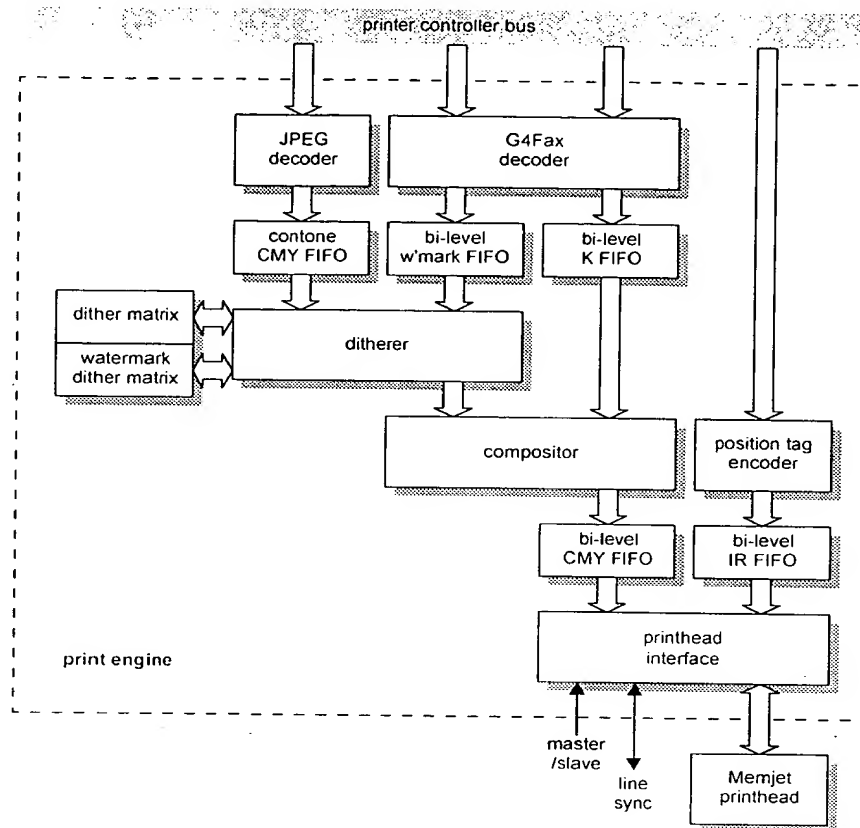 printer controller bus
JPEG
decoder
G4Fax
decoder
contone
CMY FIFO
bi-level
w'mark FIFO
bi-level
K FIFO
dither matrix
watermark
dither matrix
ditherer
compositor
position tag
encoder
bi-level
CMY FIFO
bi-level
IR FIFO
printhead
interface
print engine
master
/slave
line
sync
Memjet
printhead